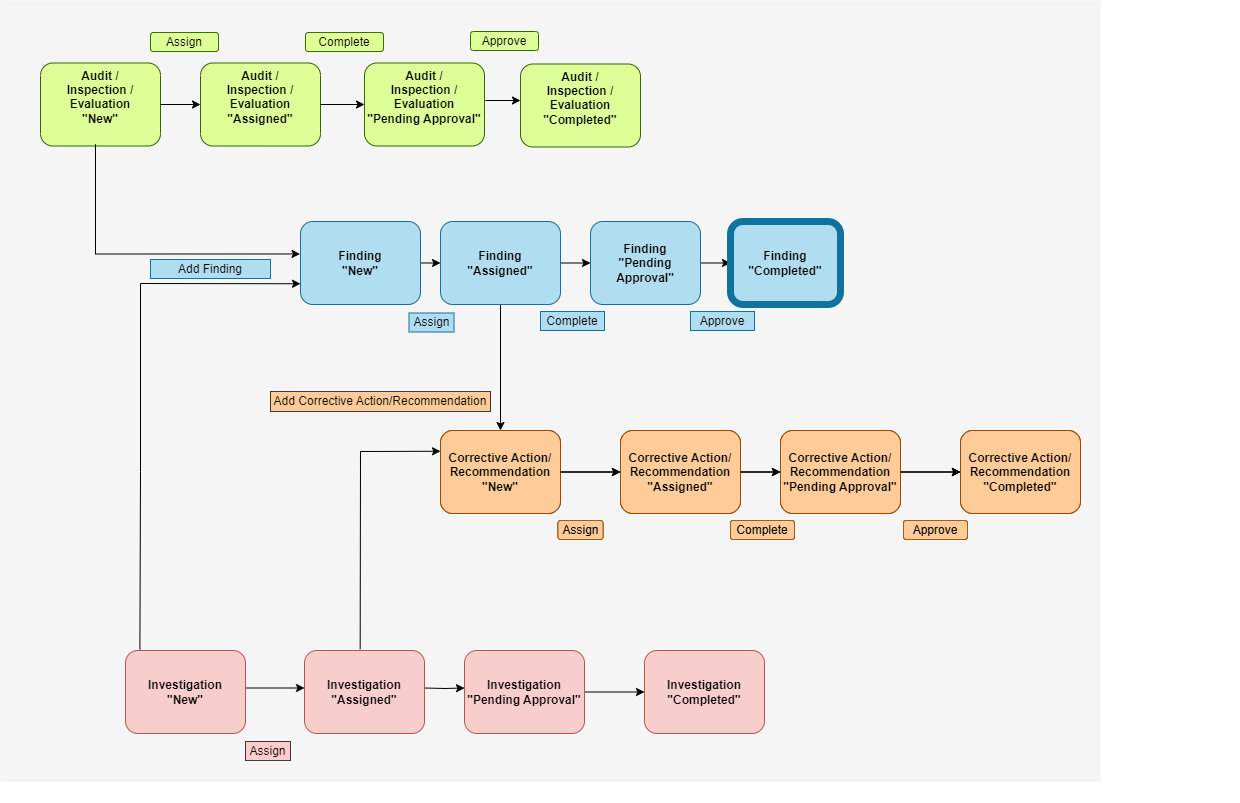 Assign
Complete
Approve
Audit /
Inspection /
Evaluation
"New"
Audit /
Inspection /
Evaluation
"Assigned"
Audit /
Inspection /
Evaluation
"Pending Approval"
Audit /
Inspection /
Evaluation
"Completed"
Add Finding
Finding
"New"
Finding
"Assigned"
Finding
"Pending
Approval"
Finding
"Completed"
Assign
Complete
Approve
Add Corrective Action/Recommendation
Corrective Action/
Recommendation
"New"
Corrective Action/
Recommendation
"Assigned"
Corrective Action/
Recommendation
"Pending Approval"
Corrective Action/
Recommendation
"Completed"
Assign
Complete
Approve
Investigation
"New"
Investigation
"Assigned"
Investigation
"Pending Approval"
Investigation
"Completed"
Assign